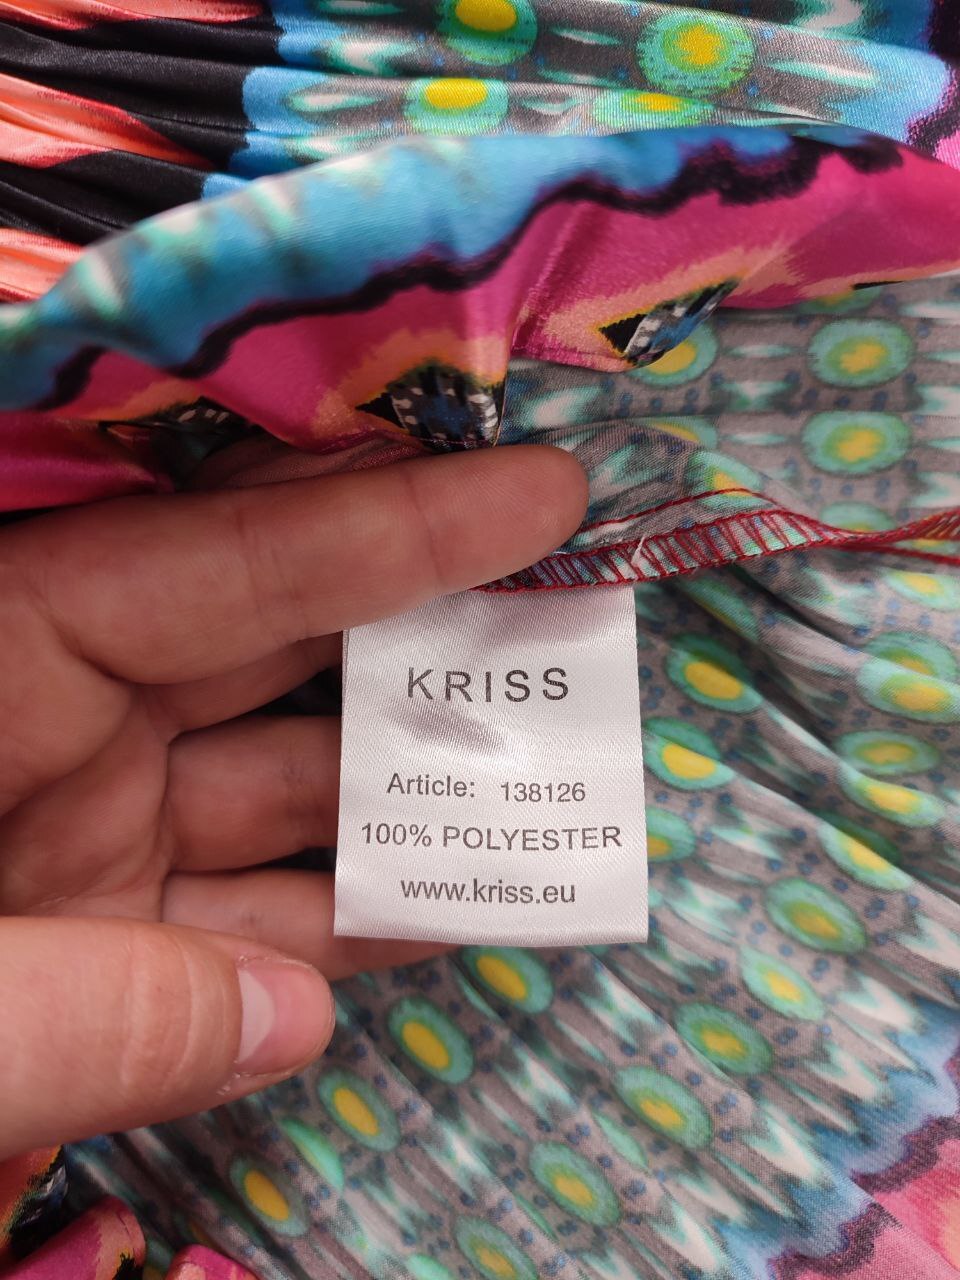 KRISS
Article: 138126
100% POLYESTER
www.kriss.eu